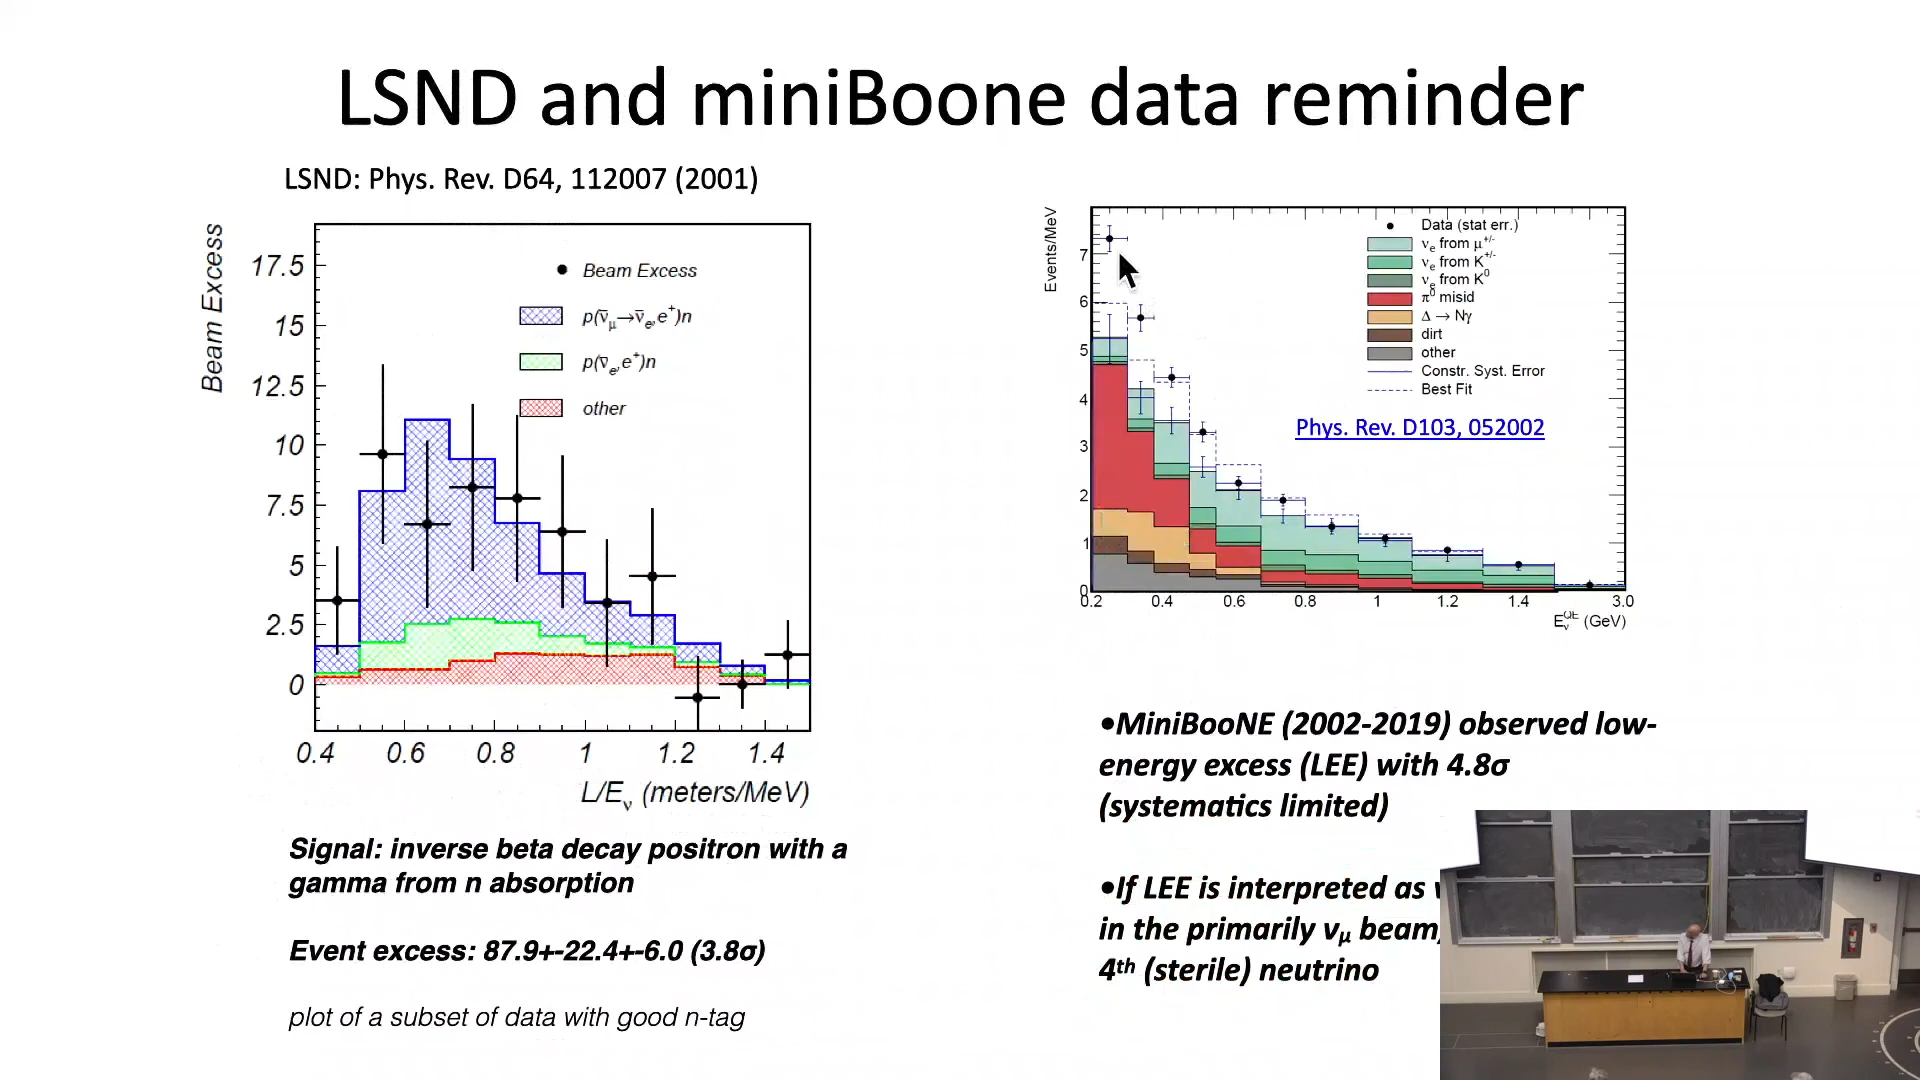 LSND and miniBoone data reminder
LSND: Phys. Rev. D64, 112007 (2001)
Beam Excess
17.5
15
12.5
10
7.5
5
2.5
0
Beam Excess
p(ν̅μ→ν̅e,e⁺)n
p(ν̅e,e⁺)n
other
0.4 0.6 0.8 1 1.2 1.4
L/Eν (meters/MeV)
Signal: inverse beta decay positron with a
gamma from n absorption
Event excess: 87.9+-22.4+-6.0 (3.8σ)
plot of a subset of data with good n-tag
Events/MeV
7
6
5
4
3
2
1
0
Data (stat err.)
νe from μ+/-
νe from K+/-
νe from K⁰
π⁰ misid
Δ → Nγ
dirt
other
Constr. Syst. Error
Best Fit
Phys. Rev. D103, 052002
0.2 0.4 0.6 0.8 1 1.2 1.4 3.0
EνQE (GeV)
•MiniBooNE (2002-2019) observed low-
energy excess (LEE) with 4.8σ
(systematics limited)
•If LEE is interpreted as
in the primarily νμ beam,
4th (sterile) neutrino